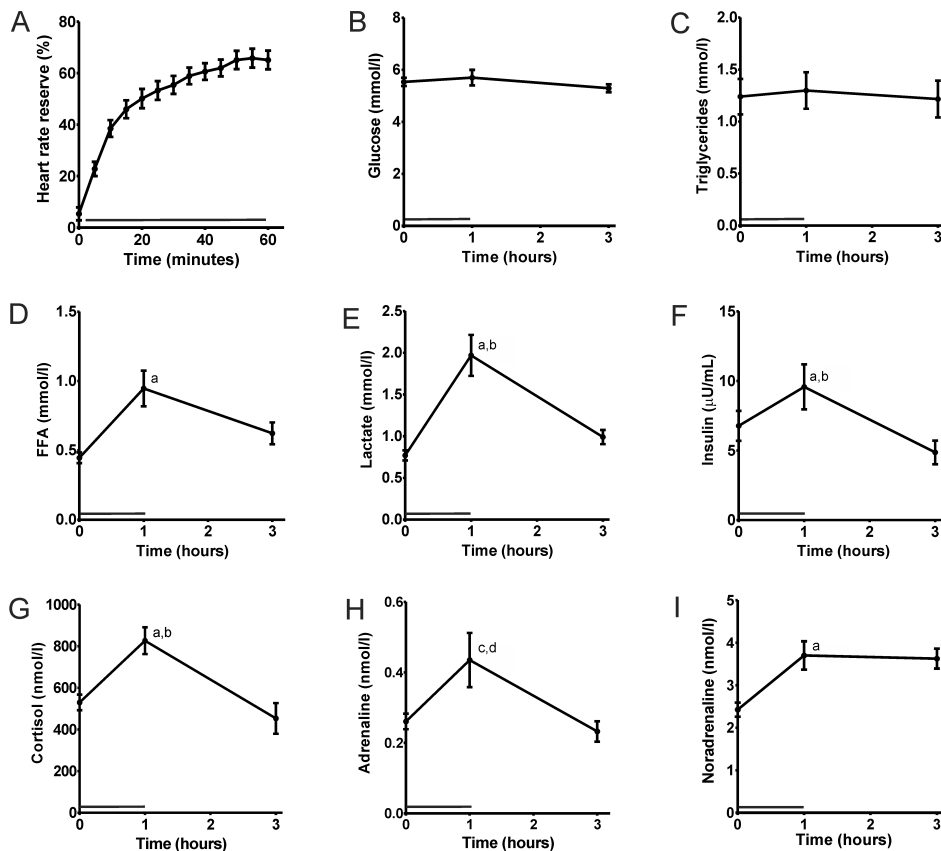 A
Heart rate reserve (%)
80
60
40
20
0
0 20 40 60
Time (minutes)
B
Glucose (mmol/l)
8
6
4
2
0
0 1 2 3
Time (hours)
C
Triglycerides (mmo/l)
2.0
1.5
1.0
0.5
0.0
0 1 2 3
Time (hours)
D
FFA (mmol/l)
1.5
1.0
0.5
0.0
a
0 1 2 3
Time (hours)
E
Lactate (mmol/l)
2.5
2.0
1.5
1.0
0.5
0.0
a,b
0 1 2 3
Time (hours)
F
Insulin (μU/mL)
15
10
5
0
a,b
0 1 2 3
Time (hours)
G
Cortisol (nmol/l)
1000
800
600
400
200
0
a,b
0 1 2 3
Time (hours)
H
Adrenaline (nmol/l)
0.6
0.4
0.2
0.0
c,d
0 1 2 3
Time (hours)
I
Noradrenaline (nmol/l)
5
4
3
2
1
0
a
0 1 2 3
Time (hours)